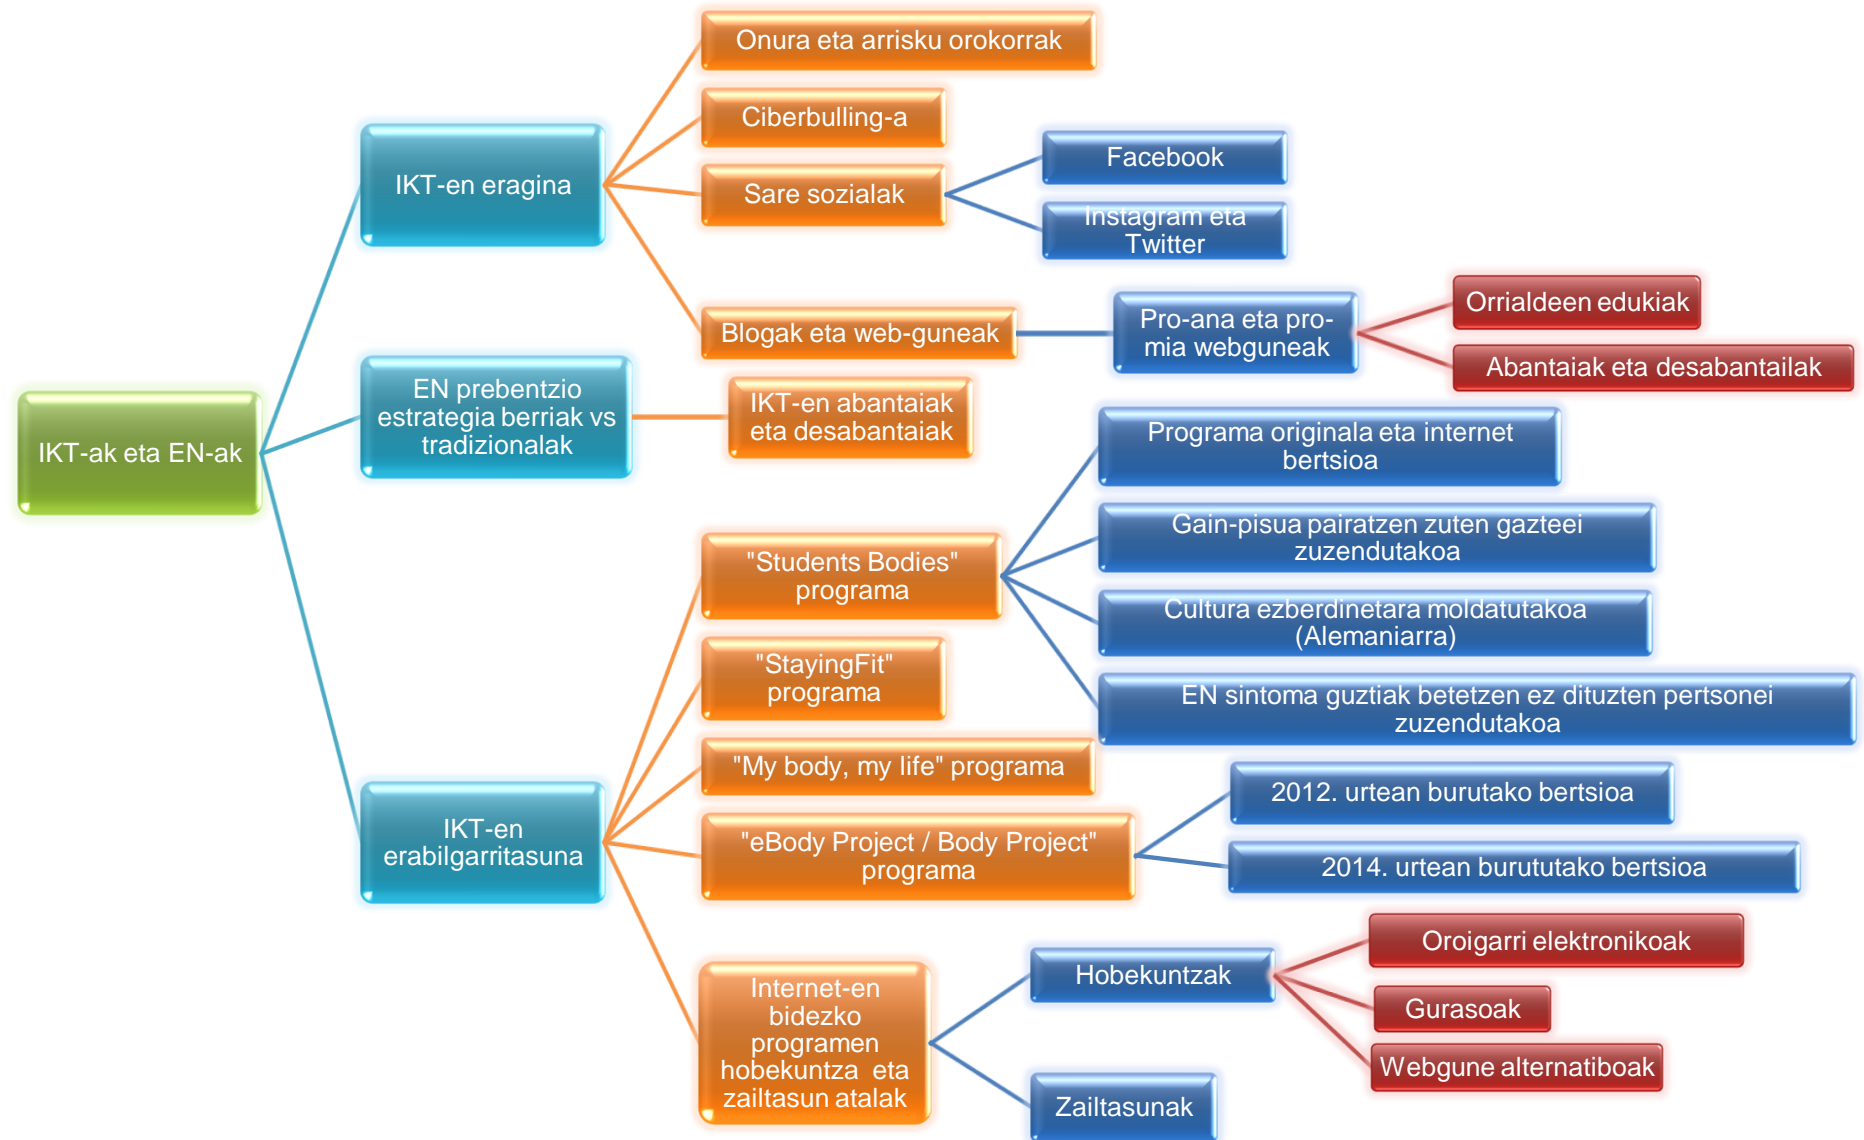 IKT-ak eta EN-ak
IKT-en eragina
Onura eta arrisku orokorrak
Ciberbulling-a
Sare sozialak
Facebook
Instagram eta
Twitter
Blogak eta web-guneak
Pro-ana eta pro-
mia webguneak
Orrialdeen edukiak
Abantaiak eta desabantailak
EN prebentzio
estrategia berriak vs
tradizionalak
IKT-en abantaiak
eta desabantaiak
IKT-en
erabilgarritasuna
"Students Bodies"
programa
Programa originala eta internet
bertsioa
Gain-pisua pairatzen zuten gazteei
zuzendutakoa
Cultura ezberdinetara moldatutakoa
(Alemaniarra)
EN sintoma guztiak betetzen ez dituzten pertsonei
zuzendutakoa
"StayingFit"
programa
"My body, my life" programa
"eBody Project / Body Project"
programa
2012. urtean burutako bertsioa
2014. urtean burututako bertsioa
Internet-en
bidezko
programen
hobekuntza eta
zailtasun atalak
Hobekuntzak
Oroigarri elektronikoak
Gurasoak
Webgune alternatiboak
Zailtasunak